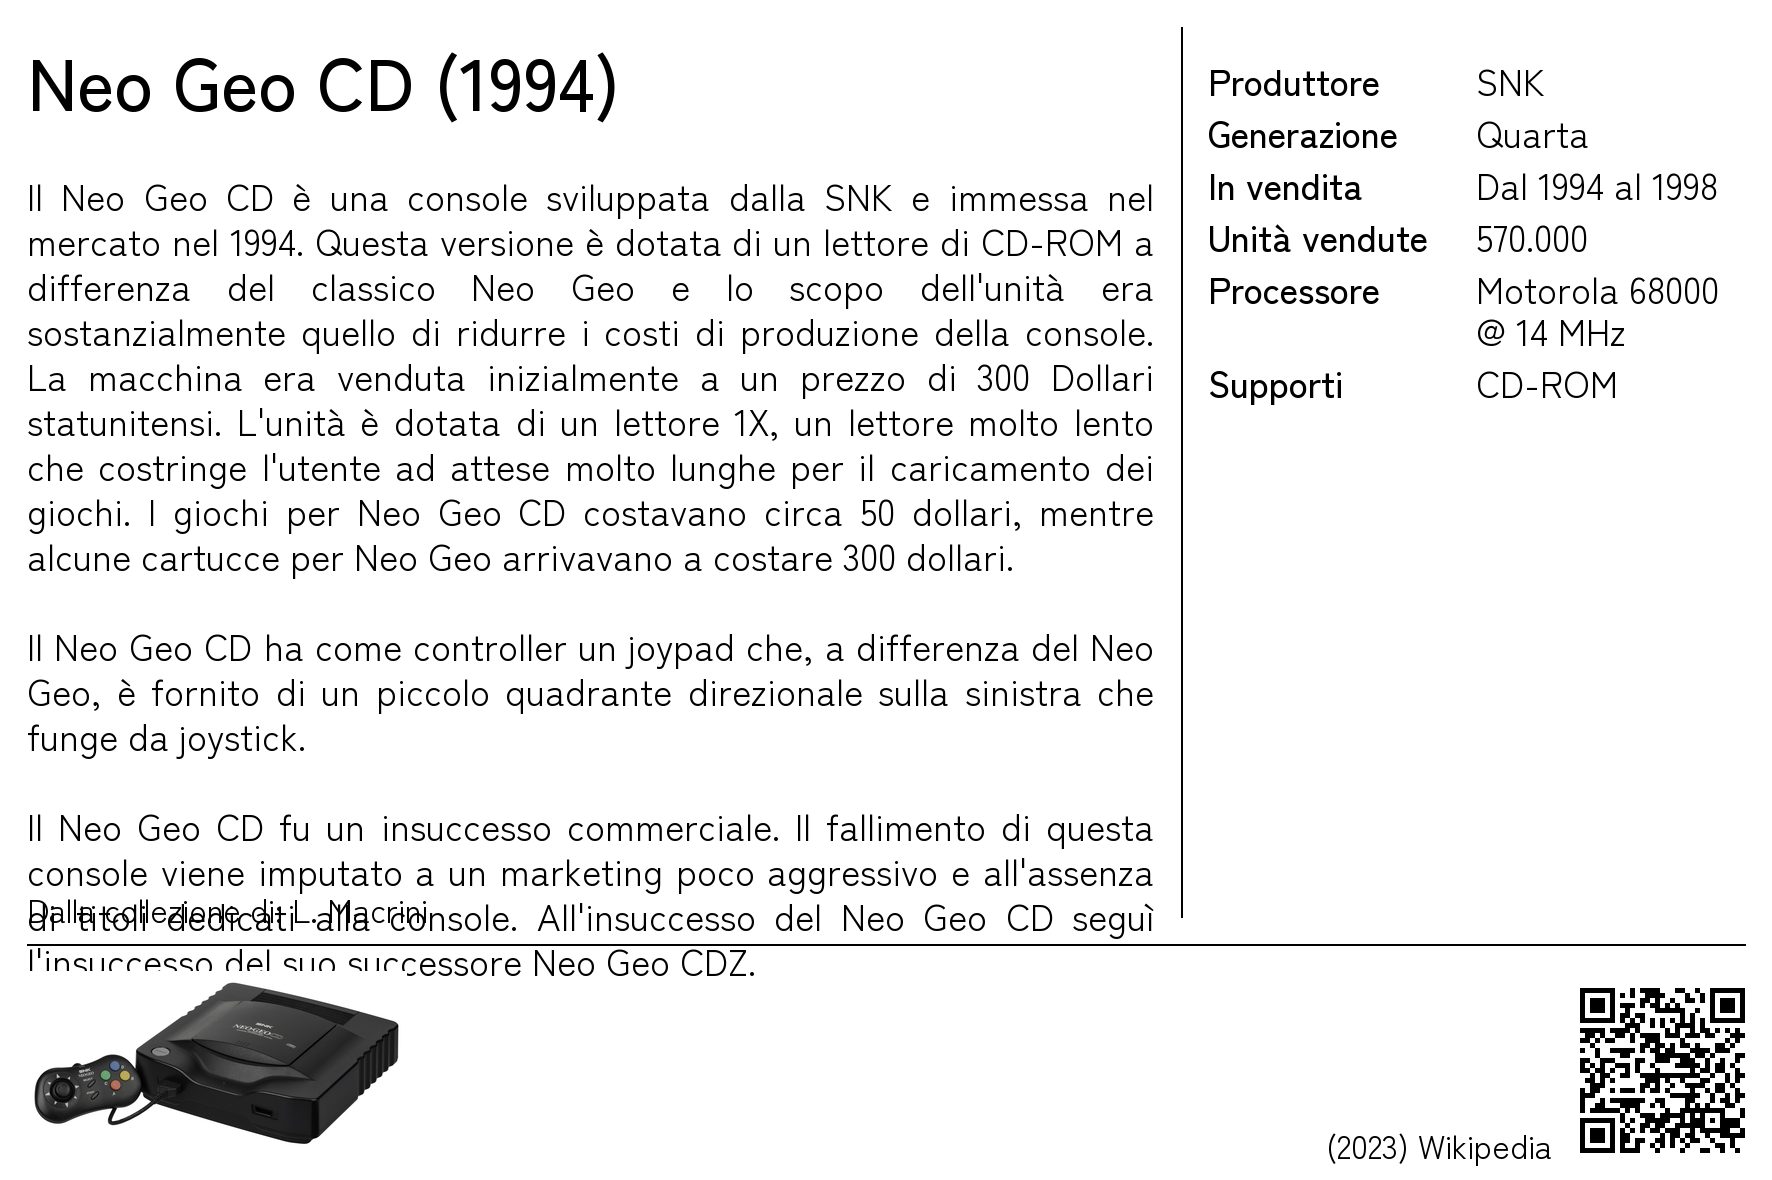 Neo Geo CD (1994)
Il Neo Geo CD è una console sviluppata dalla SNK e immessa nel
mercato nel 1994. Questa versione è dotata di un lettore di CD-ROM a
differenza del classico Neo Geo e lo scopo dell'unità era
sostanzialmente quello di ridurre i costi di produzione della console.
La macchina era venduta inizialmente a un prezzo di 300 Dollari
statunitensi. L'unità è dotata di un lettore 1X, un lettore molto lento
che costringe l'utente ad attese molto lunghe per il caricamento dei
giochi. I giochi per Neo Geo CD costavano circa 50 dollari, mentre
alcune cartucce per Neo Geo arrivavano a costare 300 dollari.
Il Neo Geo CD ha come controller un joypad che, a differenza del Neo
Geo, è fornito di un piccolo quadrante direzionale sulla sinistra che
funge da joystick.
Il Neo Geo CD fu un insuccesso commerciale. Il fallimento di questa
console viene imputato a un marketing poco aggressivo e all'assenza
di titoli dedicati alla console. All'insuccesso del Neo Geo CD seguì
l'insuccesso del suo successore Neo Geo CDZ.
Dalla collezione di: L. Macrini
Produttore SNK
Generazione Quarta
In vendita Dal 1994 al 1998
Unità vendute 570.000
Processore Motorola 68000
@ 14 MHz
Supporti CD-ROM
SNK
NEO·GEO
(2023) Wikipedia